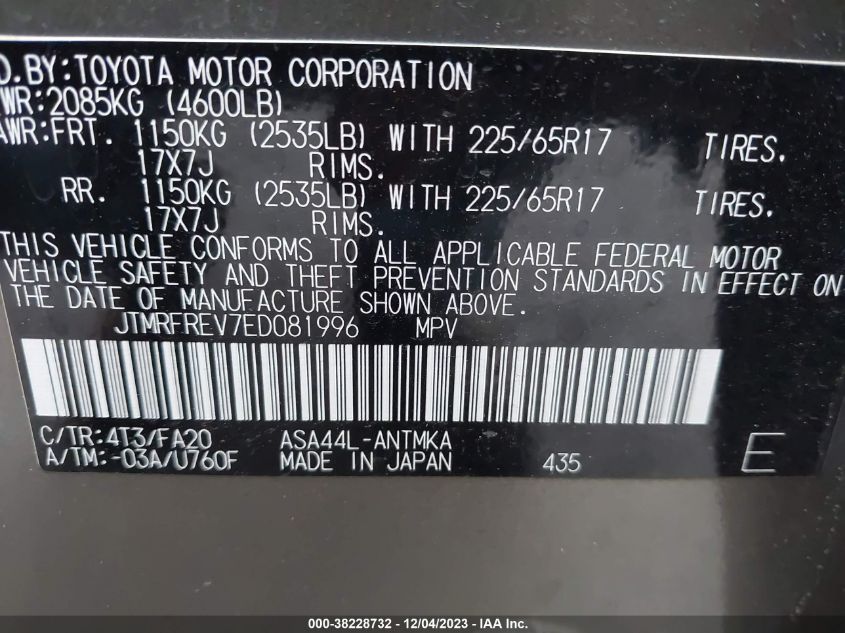 D.BY:TOYOTA MOTOR CORPORATION
WR:2085KG (4600LB)
AWR:FRT. 1150KG (2535LB) WITH 225/65R17 TIRES.
17X7J RIMS.
RR. 1150KG (2535LB) WITH 225/65R17 TIRES.
17X7J RIMS.
THIS VEHICLE CONFORMS TO ALL APPLICABLE FEDERAL MOTOR
VEHICLE SAFETY AND THEFT PREVENTION STANDARDS IN EFFECT ON
THE DATE OF MANUFACTURE SHOWN ABOVE.
JTMRFREV7ED081996 MPV
C/TR:4T3/FA20 ASA44L-ANTMKA
A/TM:-03A/U760F MADE IN JAPAN 435 E
000-38228732 - 12/04/2023 - IAA Inc.